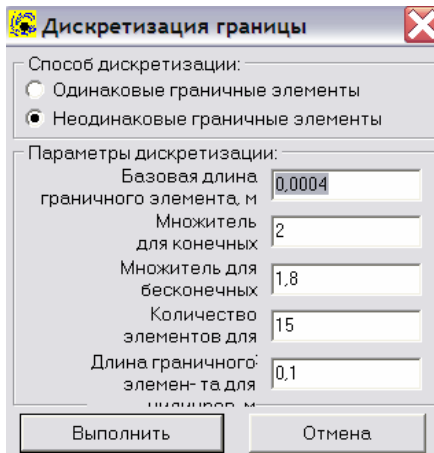 Дискретизация границы
Способ дискретизации:
Одинаковые граничные элементы
Неодинаковые граничные элементы
Параметры дискретизации:
Базовая длина
граничного элемента, м
0,0004
Множитель
для конечных
2
Множитель для
бесконечных
1,8
Количество
элементов для
15
Длина граничного
элемен- та для
0,1
Выполнить
Отмена